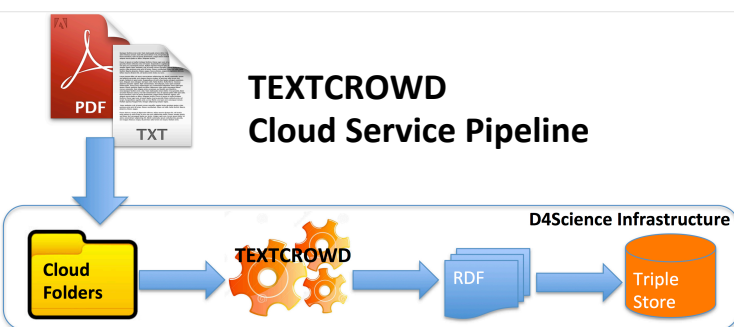 PDF
TXT
TEXTCROWD
Cloud Service Pipeline
D4Science Infrastructure
Cloud
Folders
TEXTCROWD
RDF
Triple
Store